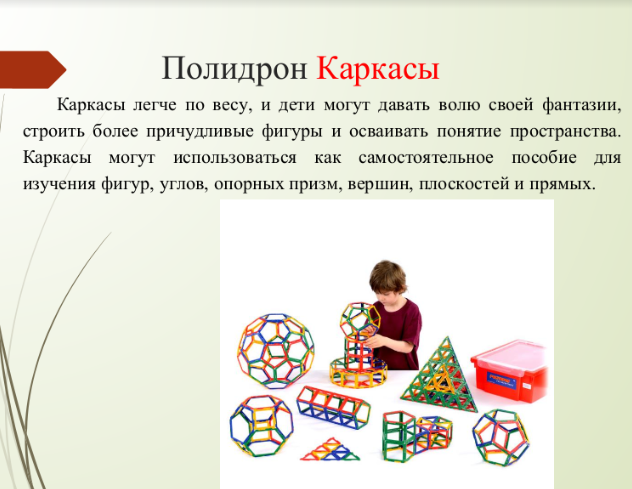 Полидрон Каркасы
Каркасы легче по весу, и дети могут давать волю своей фантазии,
строить более причудливые фигуры и осваивать понятие пространства.
Каркасы могут использоваться как самостоятельное пособие для
изучения фигур, углов, опорных призм, вершин, плоскостей и прямых.